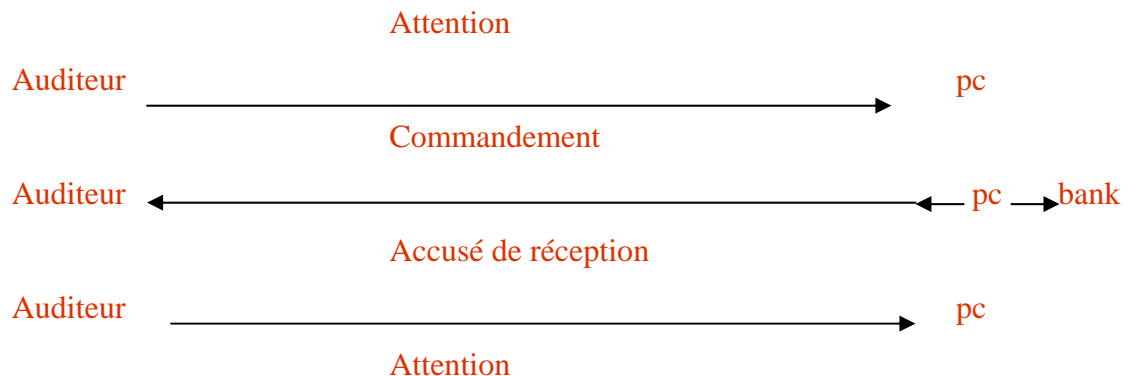 Attention
Auditeur pc
Commandement
Auditeur pc bank
Accusé de réception
Auditeur pc
Attention